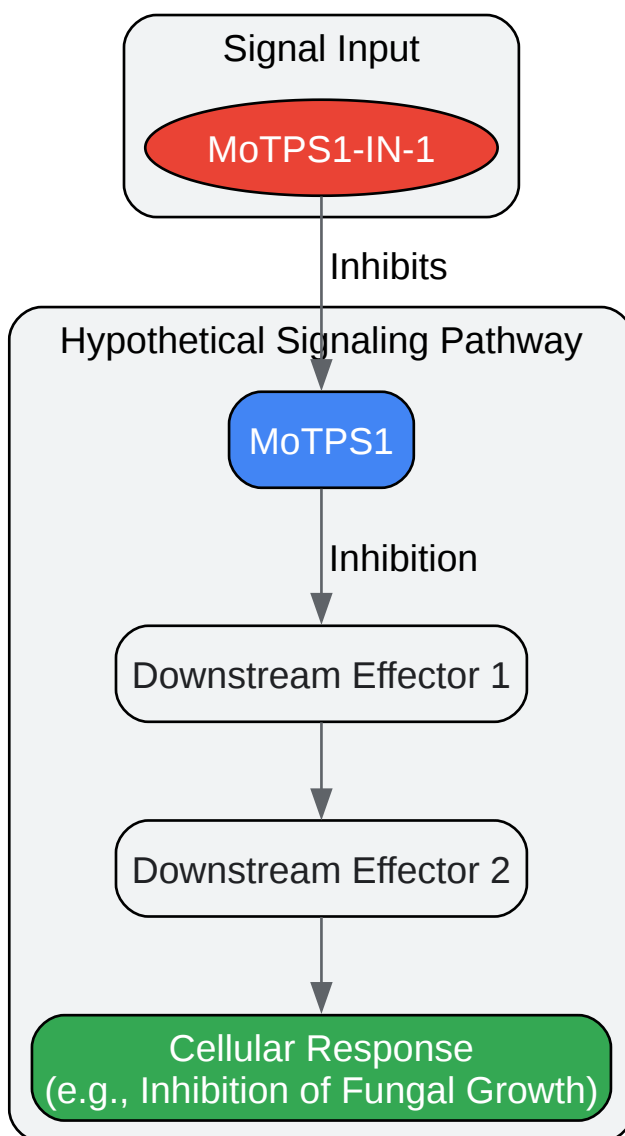 Signal Input
MoTPS1-IN-1
Inhibits
Hypothetical Signaling Pathway
MoTPS1
Inhibition
Downstream Effector 1
Downstream Effector 2
Cellular Response
(e.g., Inhibition of Fungal Growth)